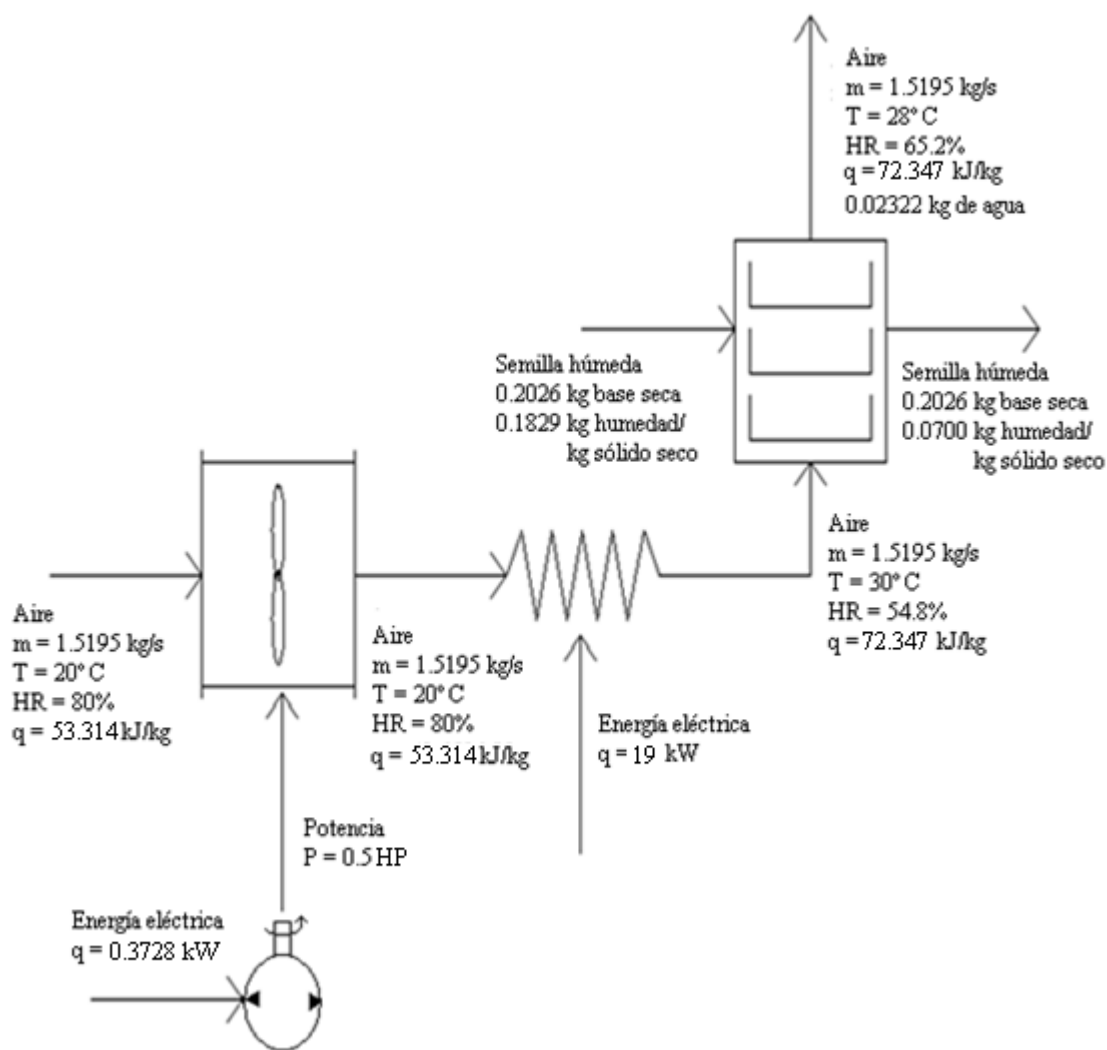 Aire
m = 1.5195 kg/s
T = 28° C
HR = 65.2%
q = 72.347 kJ/kg
0.02322 kg de agua
Semilla húmeda
0.2026 kg base seca
0.1829 kg humedad/
kg sólido seco
Semilla húmeda
0.2026 kg base seca
0.0700 kg humedad/
kg sólido seco
Aire
m = 1.5195 kg/s
T = 30° C
HR = 54.8%
q = 72.347 kJ/kg
Aire
m = 1.5195 kg/s
T = 20° C
HR = 80%
q = 53.314 kJ/kg
Aire
m = 1.5195 kg/s
T = 20° C
HR = 80%
q = 53.314 kJ/kg
Energía eléctrica
q = 19 kW
Potencia
P = 0.5 HP
Energía eléctrica
q = 0.3728 kW